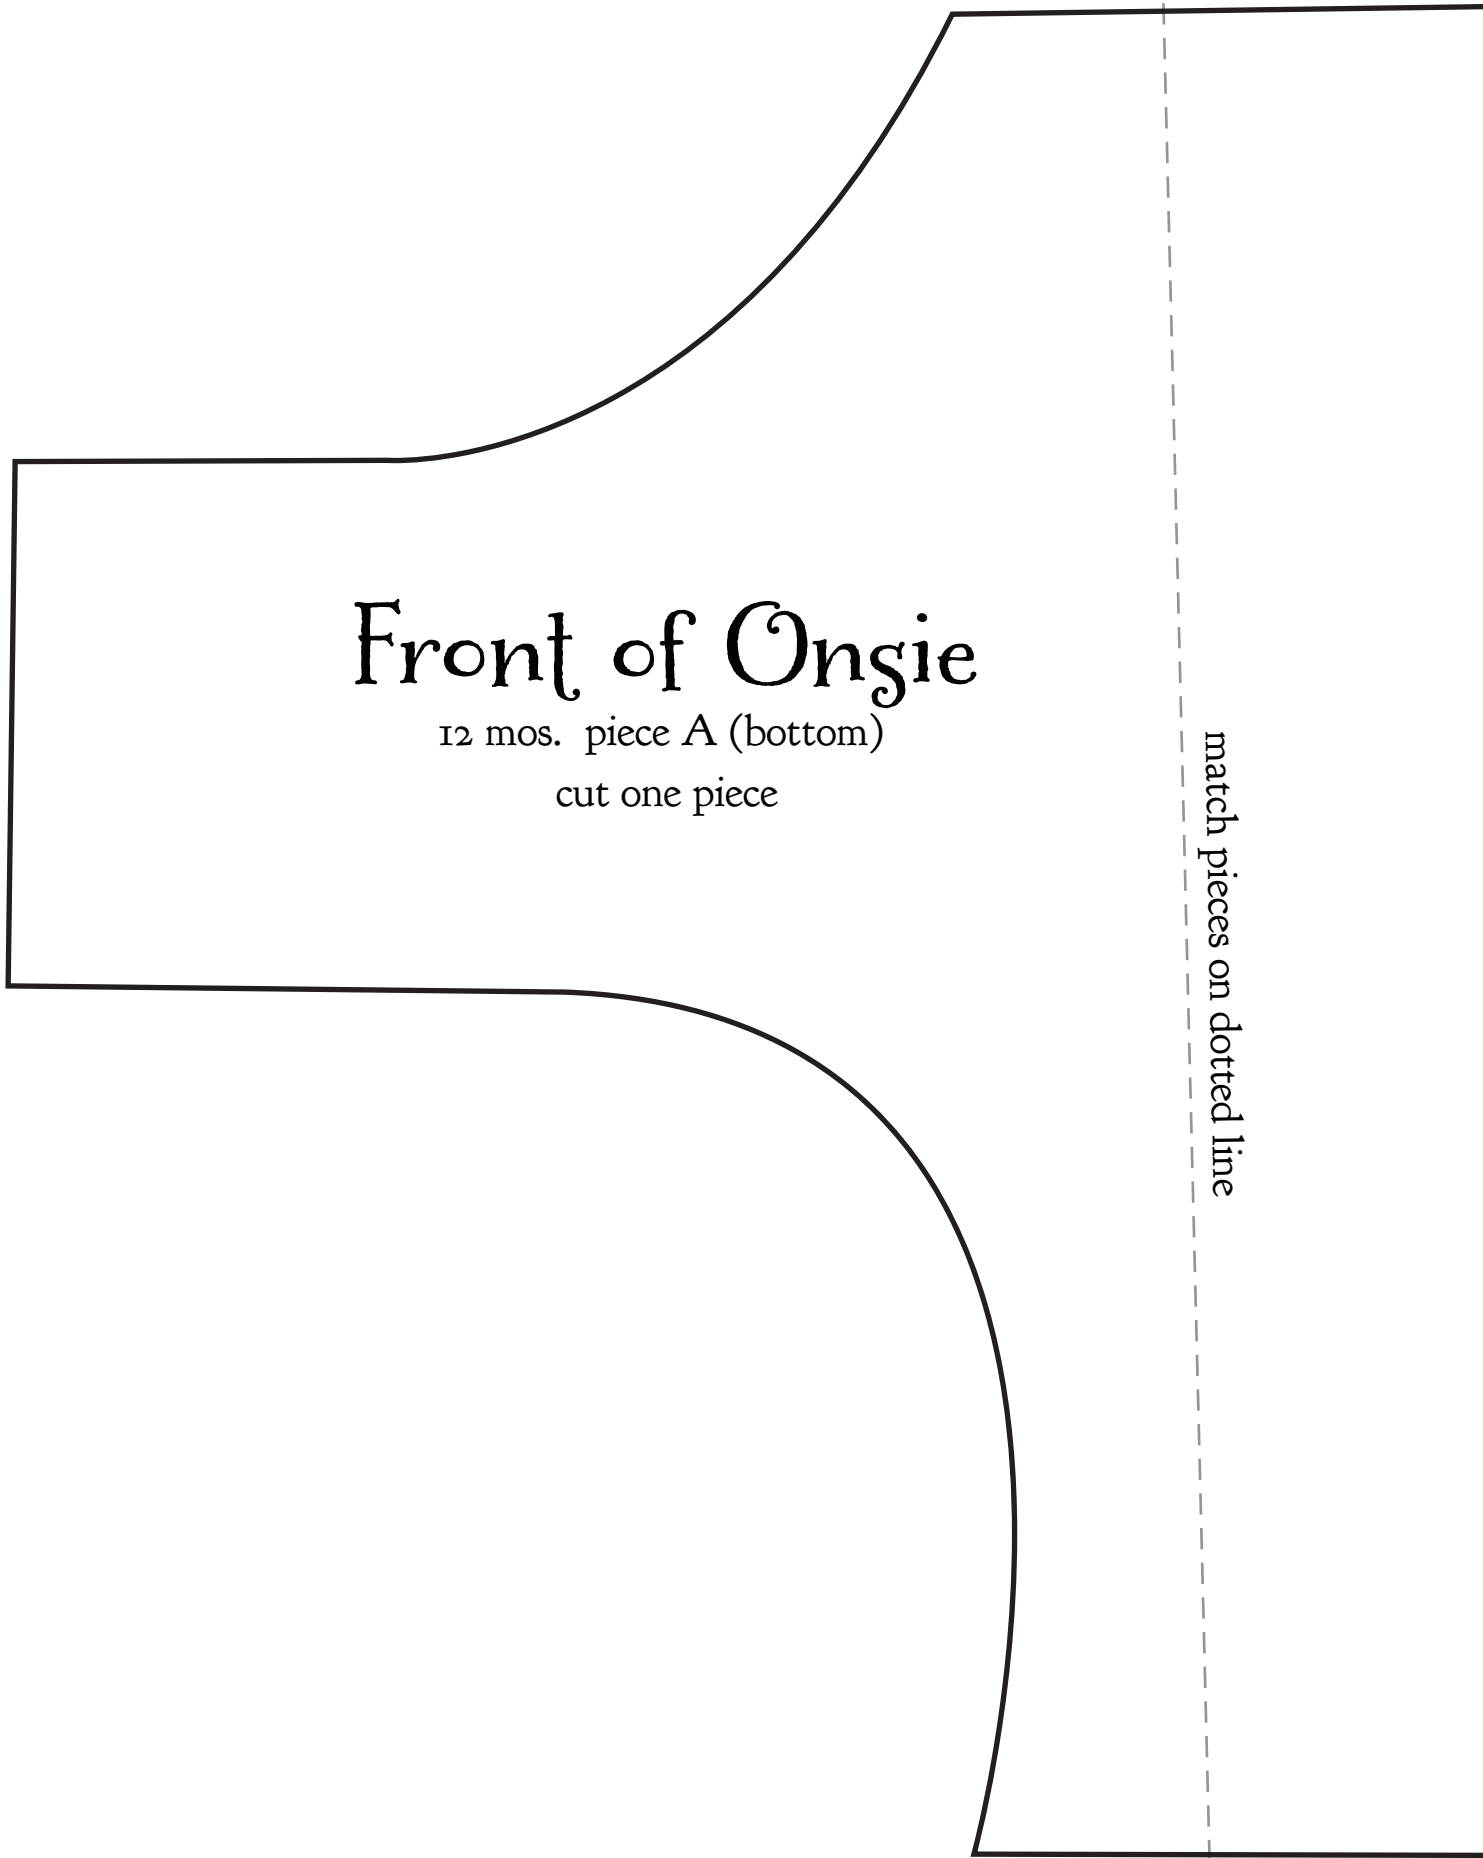 Front of Onsie
12 mos.  piece A (bottom)
cut one piece
match pieces on dotted line